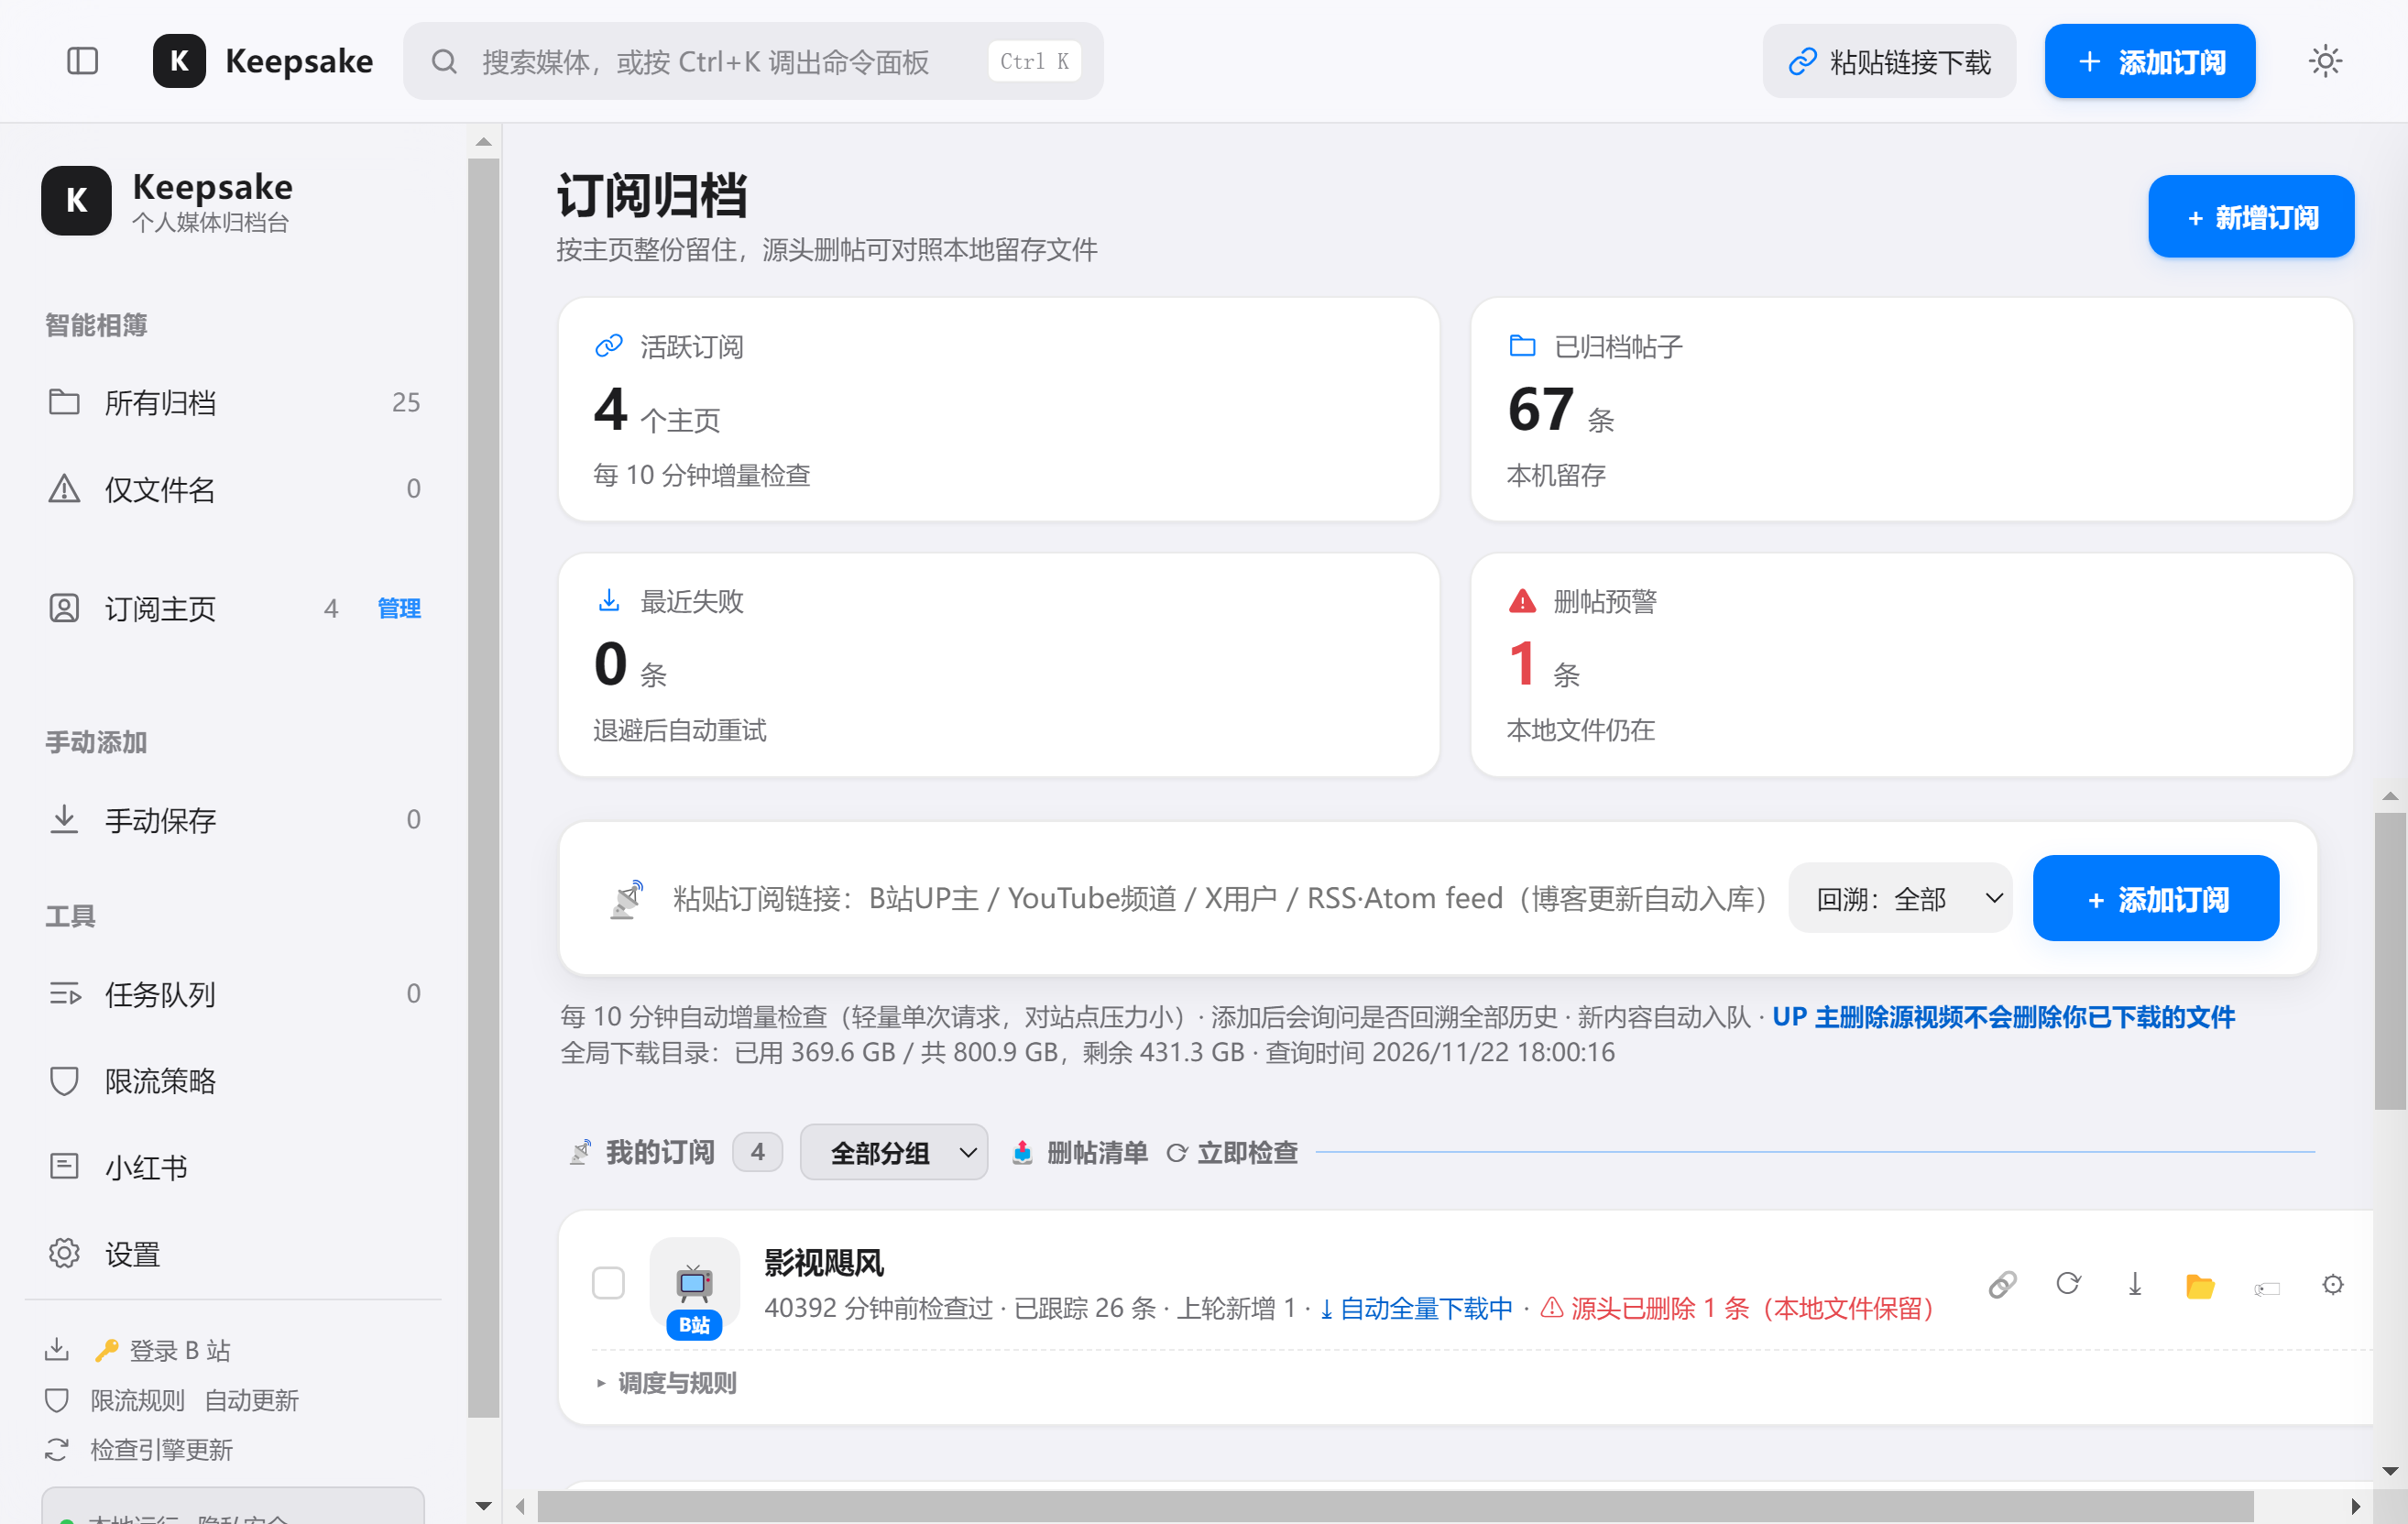 K Keepsake
搜索媒体，或按 Ctrl+K 调出命令面板 Ctrl K
粘贴链接下载
+ 添加订阅
K
Keepsake
个人媒体归档台
智能相簿
所有归档 25
仅文件名 0
订阅主页 4 管理
手动添加
手动保存 0
工具
任务队列 0
限流策略
小红书
设置
登录 B 站
限流规则 自动更新
检查引擎更新
订阅归档
按主页整份留住，源头删帖可对照本地留存文件
+ 新增订阅
活跃订阅
4 个主页
每 10 分钟增量检查
已归档帖子
67 条
本机留存
最近失败
0 条
退避后自动重试
删帖预警
1 条
本地文件仍在
粘贴订阅链接：B站UP主 / YouTube频道 / X用户 / RSS·Atom feed（博客更新自动入库）
回溯：全部
+ 添加订阅
每 10 分钟自动增量检查（轻量单次请求，对站点压力小）· 添加后会询问是否回溯全部历史 · 新内容自动入队 · UP 主删除源视频不会删除你已下载的文件
全局下载目录：已用 369.6 GB / 共 800.9 GB，剩余 431.3 GB · 查询时间 2026/11/22 18:00:16
我的订阅 4 全部分组 删帖清单 立即检查
B站
影视飓风
40392 分钟前检查过 · 已跟踪 26 条 · 上轮新增 1 · ↓自动全量下载中 · ⚠ 源头已删除 1 条（本地文件保留）
▸ 调度与规则